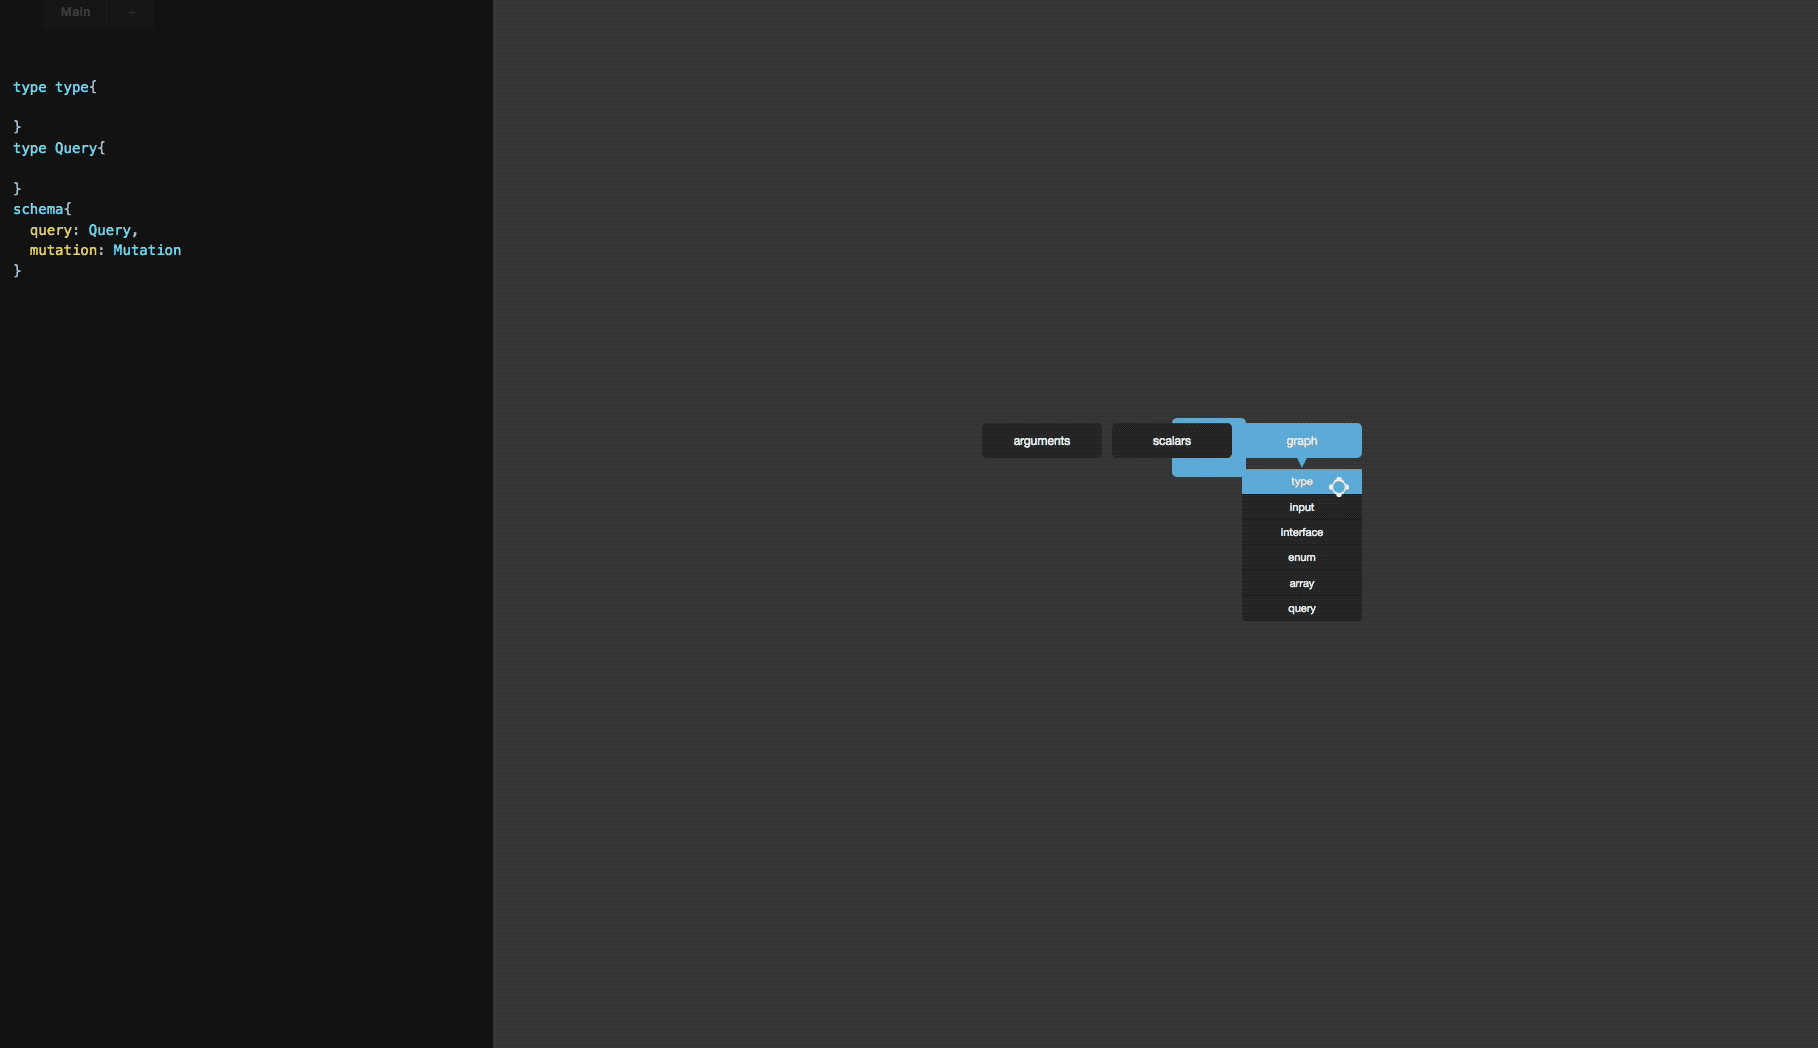 Main +
type type{
}
type Query{
}
schema{
query: Query,
mutation: Mutation
}
arguments scalars graph
type
input
interface
enum
array
query